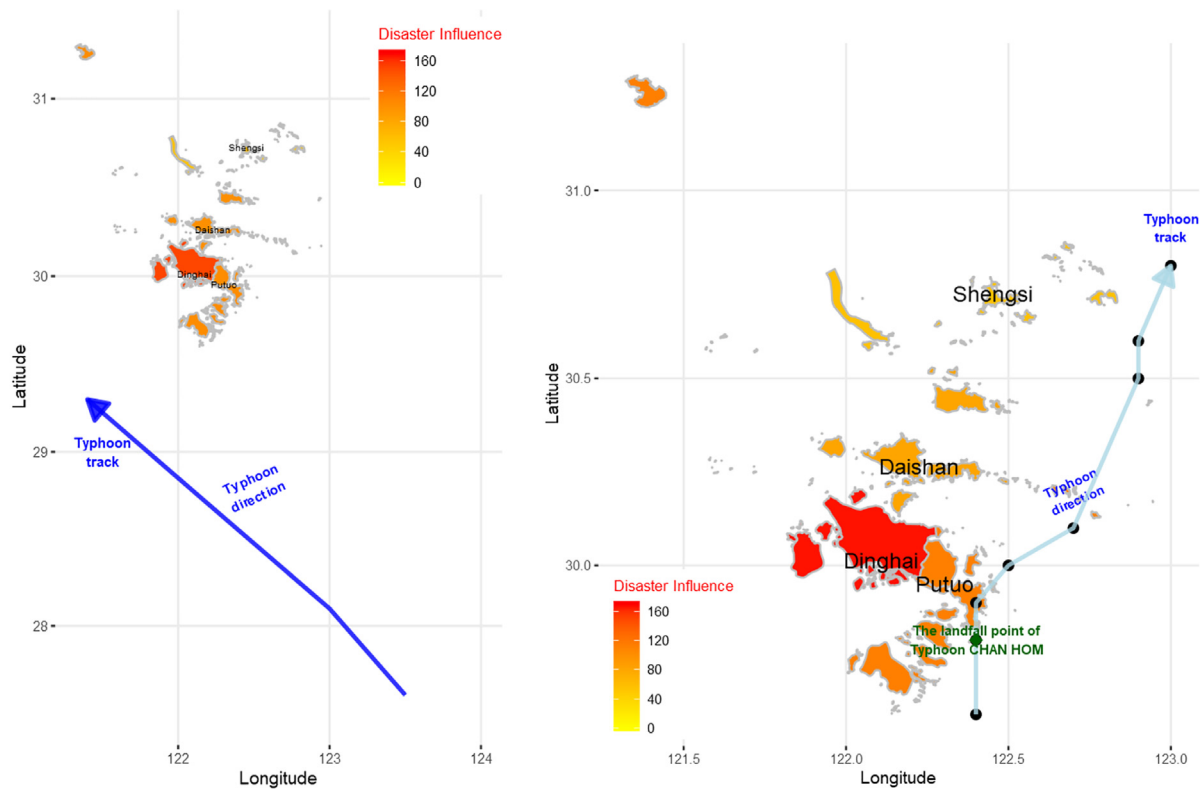 Disaster Influence
160
120
80
40
0
31
30
29
28
Latitude
Shengsi
Daishan
Dinghai
Putuo
Typhoon
track
Typhoon
direction
122
123
124
Longitude
31.0
30.5
30.0
Latitude
Typhoon
track
Shengsi
Daishan
Typhoon
direction
Dinghai
Putuo
Disaster Influence
160
120
80
40
0
The landfall point of
Typhoon CHAN HOM
121.5
122.0
122.5
123.0
Longitude